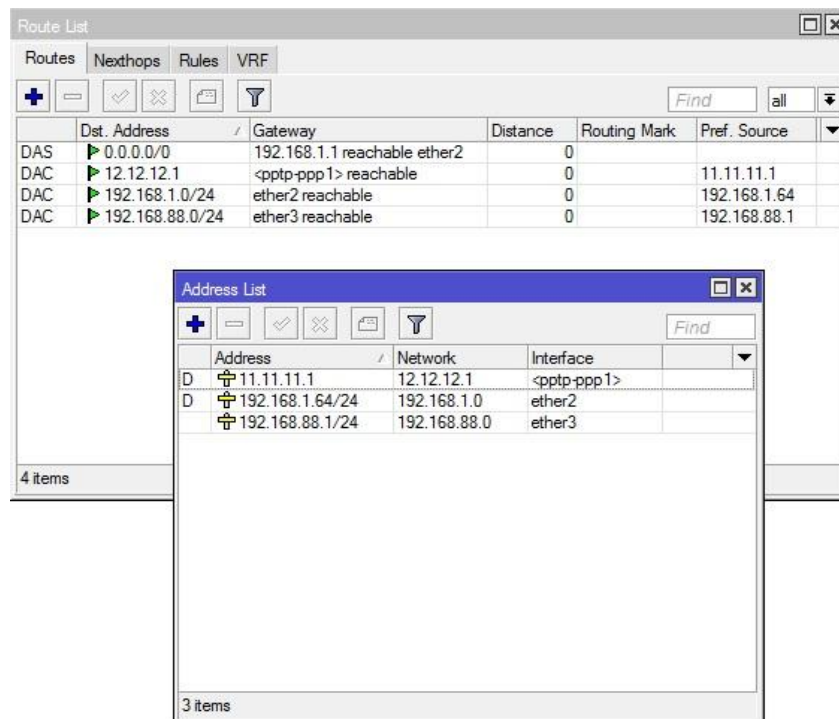 Route List
Routes Nexthops Rules VRF
Find all
Dst. Address Gateway Distance Routing Mark Pref. Source
DAS 0.0.0.0/0 192.168.1.1 reachable ether2 0
DAC 12.12.12.1 <pptp-ppp1> reachable 0 11.11.11.1
DAC 192.168.1.0/24 ether2 reachable 0 192.168.1.64
DAC 192.168.88.0/24 ether3 reachable 0 192.168.88.1
4 items
Address List
Find
Address Network Interface
D 11.11.11.1 12.12.12.1 <pptp-ppp1>
D 192.168.1.64/24 192.168.1.0 ether2
192.168.88.1/24 192.168.88.0 ether3
3 items